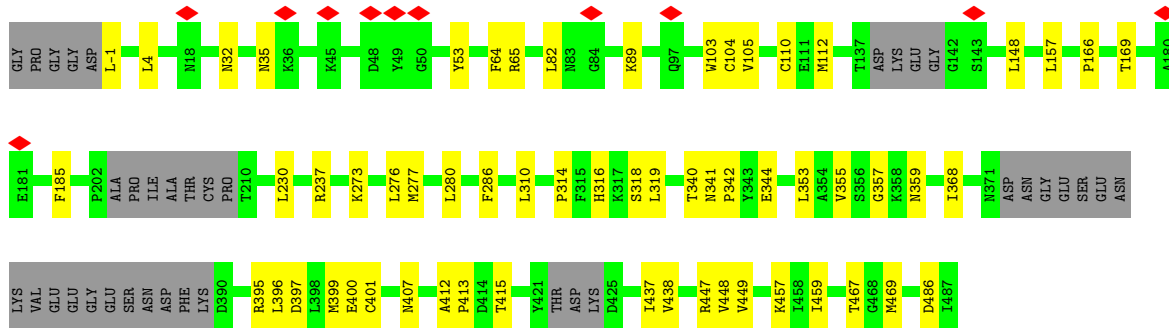 GLY PRO GLY GLY ASP L-1 L4 N18 N32 N35 K36 K45 D48 Y49 G50 Y53 F64 R65 L82 N83 G84 K89 Q97 W103 C104 V105 C110 E111 M112 T137 ASP LYS GLU GLY G142 S143 L148 L157 P166 T169 A180
E181 F185 P202 ALA PRO ILE ALA THR CYS PRO T210 L230 R237 K273 L276 M277 L280 F286 L310 P314 F315 H316 K317 S318 L319 T340 N341 P342 Y343 E344 L353 A354 V355 S356 G357 K358 N359 I368 N371 ASP ASN GLY GLU SER GLU ASN
LYS VAL GLU GLU GLY GLU SER ASN ASP PHE LYS D390 R395 L396 D397 L398 M399 E400 C401 N407 A412 P413 D414 T415 Y421 THR ASP LYS D425 I437 V438 R447 V448 V449 K457 I458 I459 T467 G468 M469 D486 I487